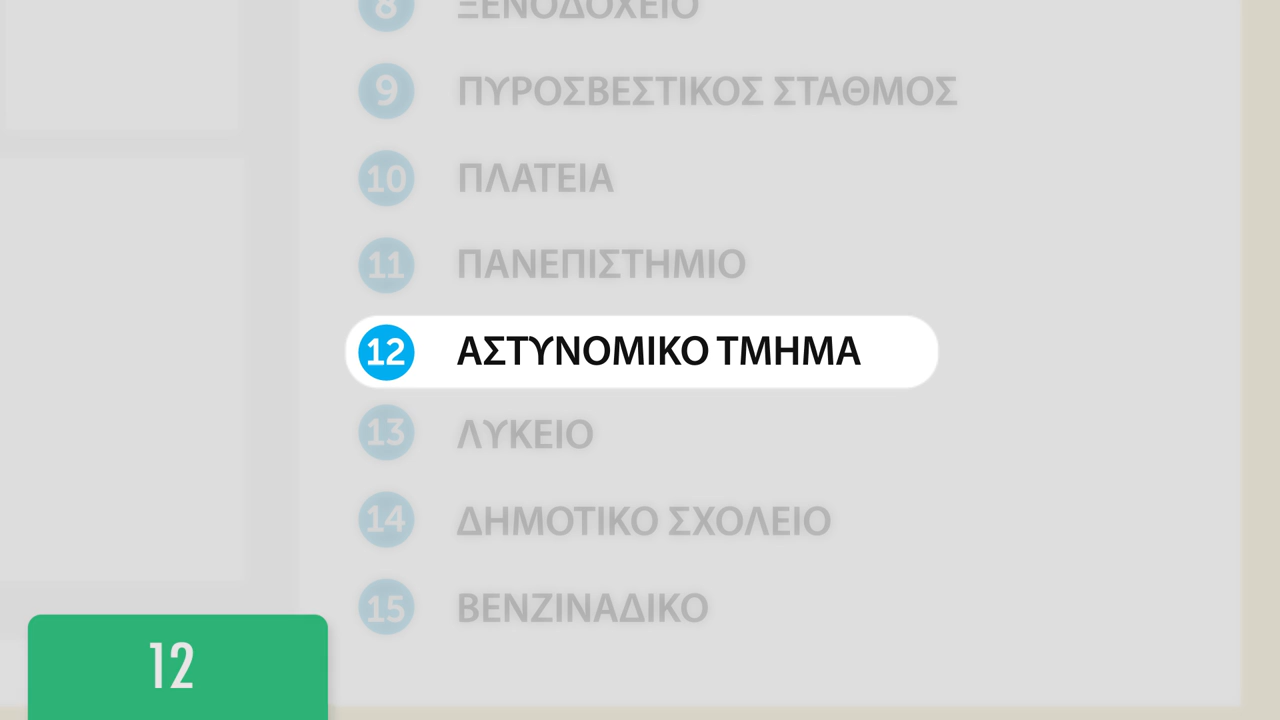 8 ΞΕΝΟΔΟΧΕΙΟ
9 ΠΥΡΟΣΒΕΣΤΙΚΟΣ ΣΤΑΘΜΟΣ
10 ΠΛΑΤΕΙΑ
11 ΠΑΝΕΠΙΣΤΗΜΙΟ
12 ΑΣΤΥΝΟΜΙΚΟ ΤΜΗΜΑ
13 ΛΥΚΕΙΟ
14 ΔΗΜΟΤΙΚΟ ΣΧΟΛΕΙΟ
15 ΒΕΝΖΙΝΑΔΙΚΟ
12